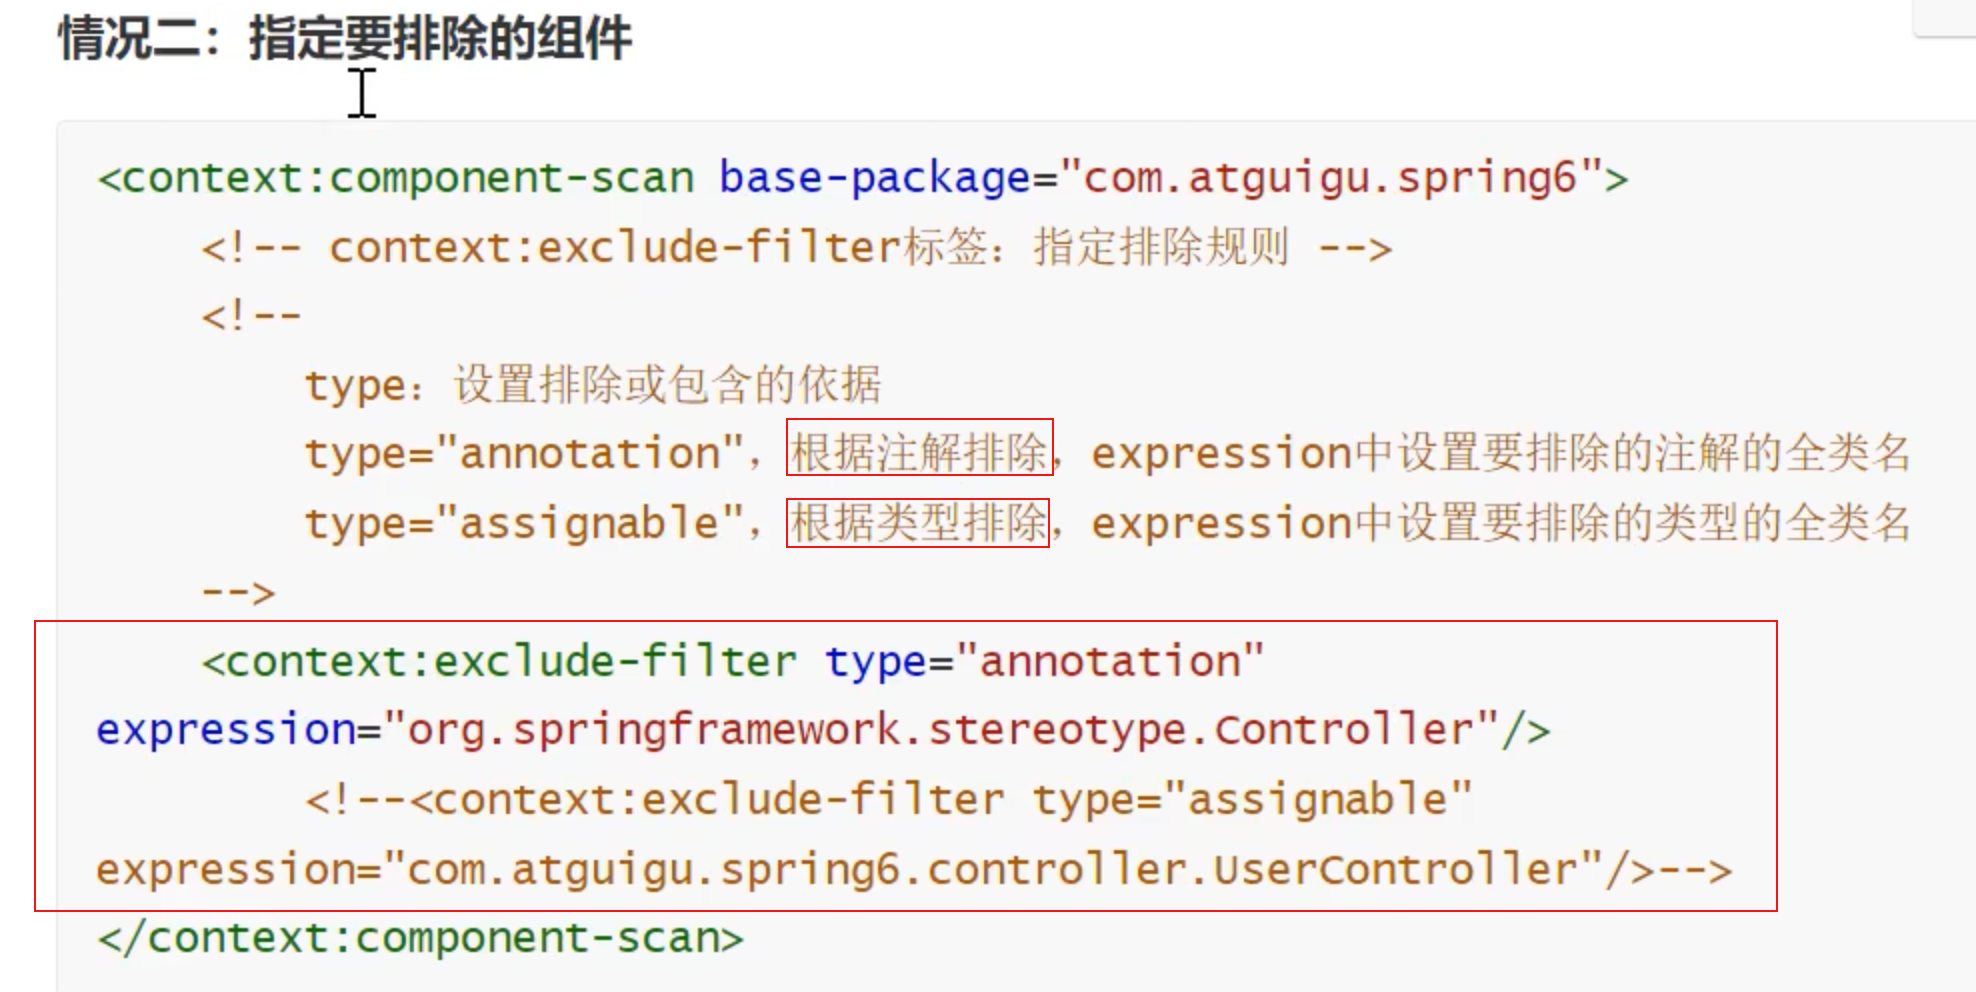 情况二：指定要排除的组件
<context:component-scan base-package="com.atguigu.spring6">
<!-- context:exclude-filter标签：指定排除规则 -->
<!--
type：设置排除或包含的依据
type="annotation"，根据注解排除，expression中设置要排除的注解的全类名
type="assignable"，根据类型排除，expression中设置要排除的类型的全类名
-->
<context:exclude-filter type="annotation"
expression="org.springframework.stereotype.Controller"/>
<!--<context:exclude-filter type="assignable"
expression="com.atguigu.spring6.controller.UserController"/>-->
</context:component-scan>